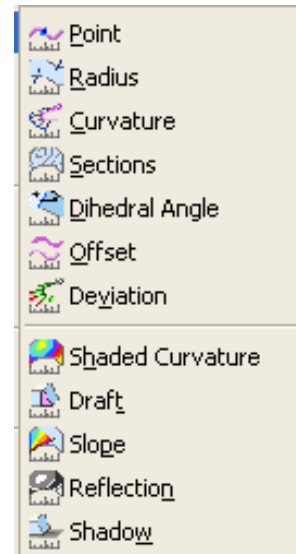 Point
Radius
Curvature
Sections
Dihedral Angle
Offset
Deviation
Shaded Curvature
Draft
Slope
Reflection
Shadow